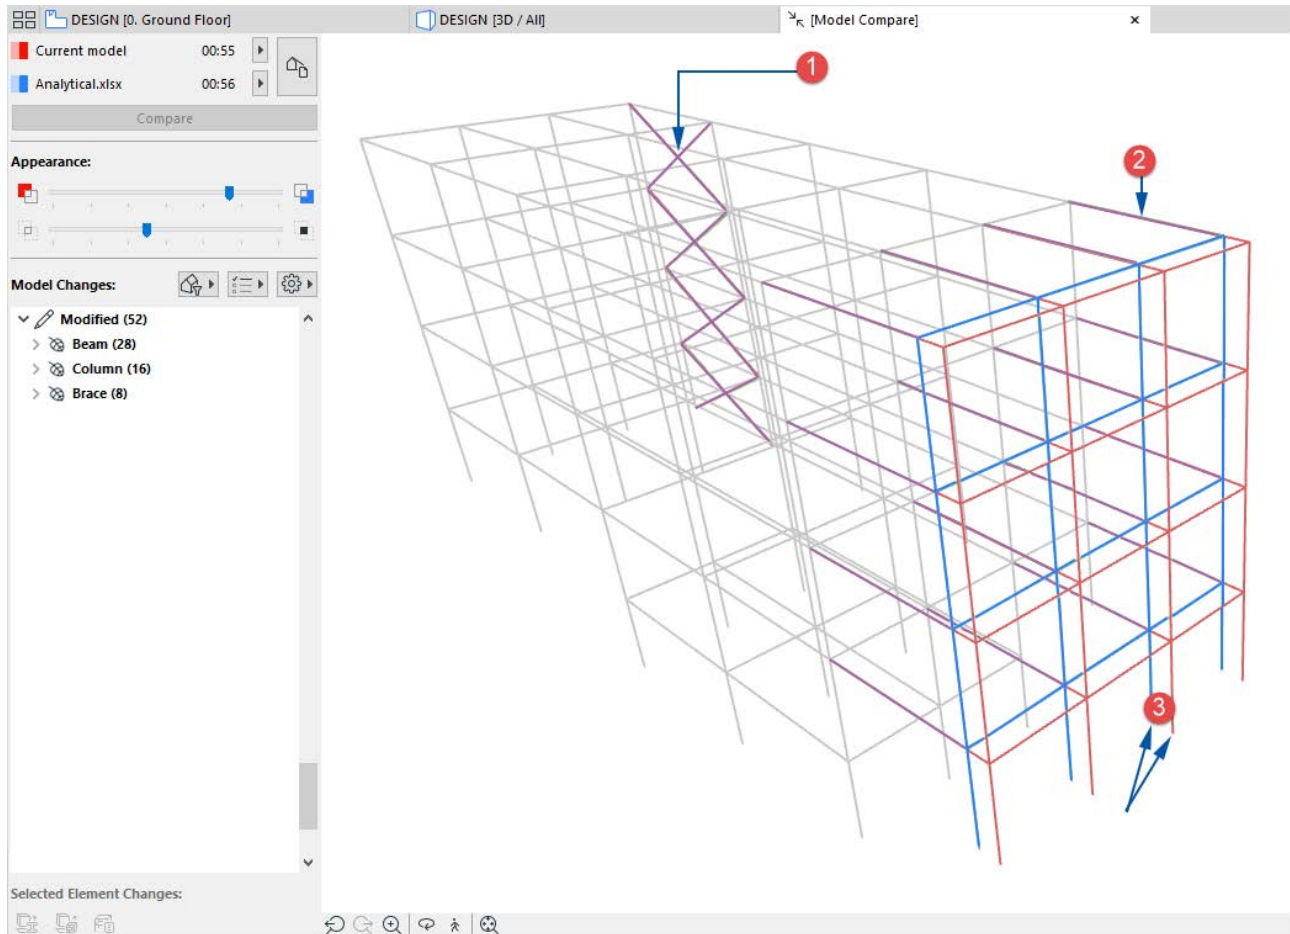 DESIGN [0. Ground Floor]
DESIGN [3D / All]
[Model Compare]
Current model 00:55
Analytical.xlsx 00:56
Compare
Appearance:
Model Changes:
Modified (52)
Beam (28)
Column (16)
Brace (8)
Selected Element Changes:
1
2
3